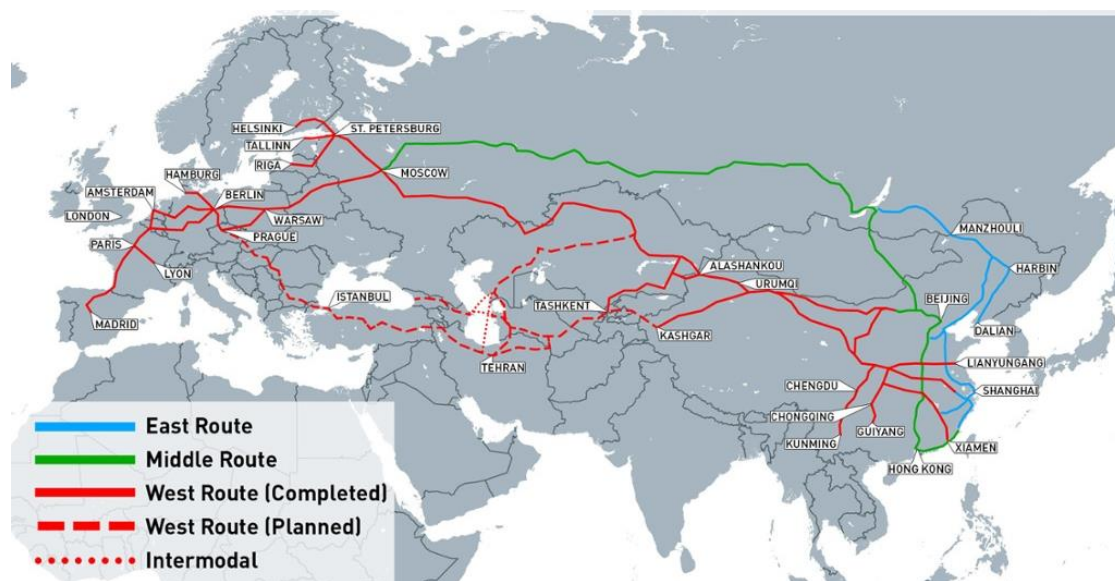 HELSINKI
ST. PETERSBURG
TALLINN
RIGA
MOSCOW
HAMBURG
AMSTERDAM
BERLIN
LONDON
WARSAW
PARIS
PRAGUE
LYON
MADRID
ISTANBUL
TASHKENT
TEHRAN
ALASHANKOU
URUMQI
KASHGAR
MANZHOULI
HARBIN
BEIJING
DALIAN
LIANYUNGANG
CHENGDU
SHANGHAI
CHONGQING
KUNMING
GUIYANG
XIAMEN
HONG KONG
East Route
Middle Route
West Route (Completed)
West Route (Planned)
Intermodal